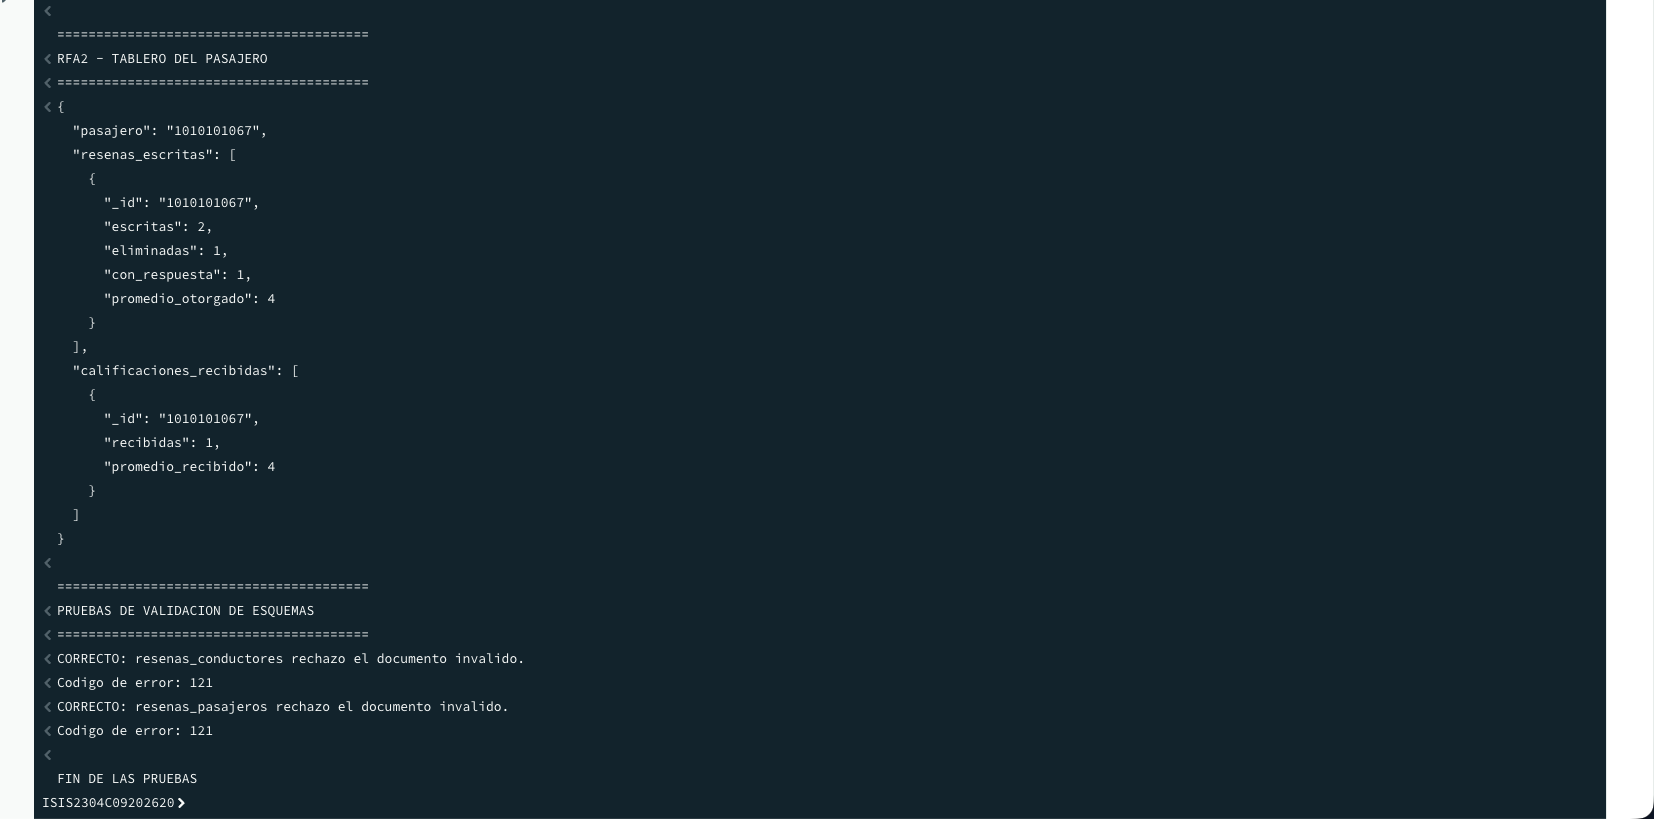 ========================================
RFA2 - TABLERO DEL PASAJERO
========================================
{
"pasajero": "1010101067",
"resenas_escritas": [
{
"_id": "1010101067",
"escritas": 2,
"eliminadas": 1,
"con_respuesta": 1,
"promedio_otorgado": 4
}
],
"calificaciones_recibidas": [
{
"_id": "1010101067",
"recibidas": 1,
"promedio_recibido": 4
}
]
}
========================================
PRUEBAS DE VALIDACION DE ESQUEMAS
========================================
CORRECTO: resenas_conductores rechazo el documento invalido.
Codigo de error: 121
CORRECTO: resenas_pasajeros rechazo el documento invalido.
Codigo de error: 121
FIN DE LAS PRUEBAS
ISIS2304C09202620>